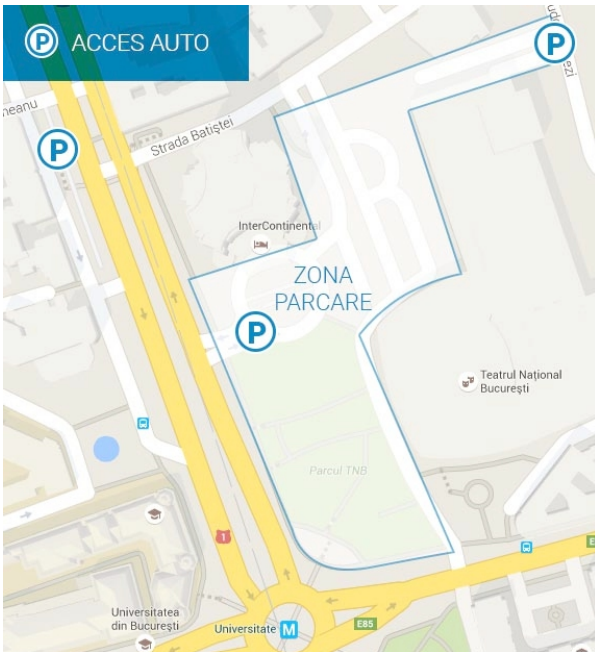 P ACCES AUTO
P
P
Strada Batiștei
InterContinental
ZONA
PARCARE
P
Teatrul Național
București
Parcul TNB
1
Universitatea
din București
Universitate M
E85